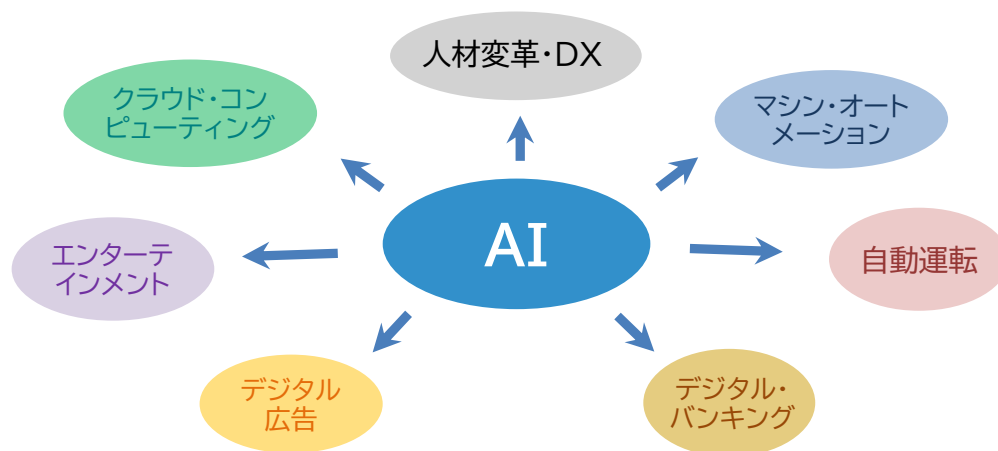 人材変革・DX
クラウド・コン
ピューティング
マシン・オート
メーション
AI
エンターテ
インメント
自動運転
デジタル
広告
デジタル・
バンキング